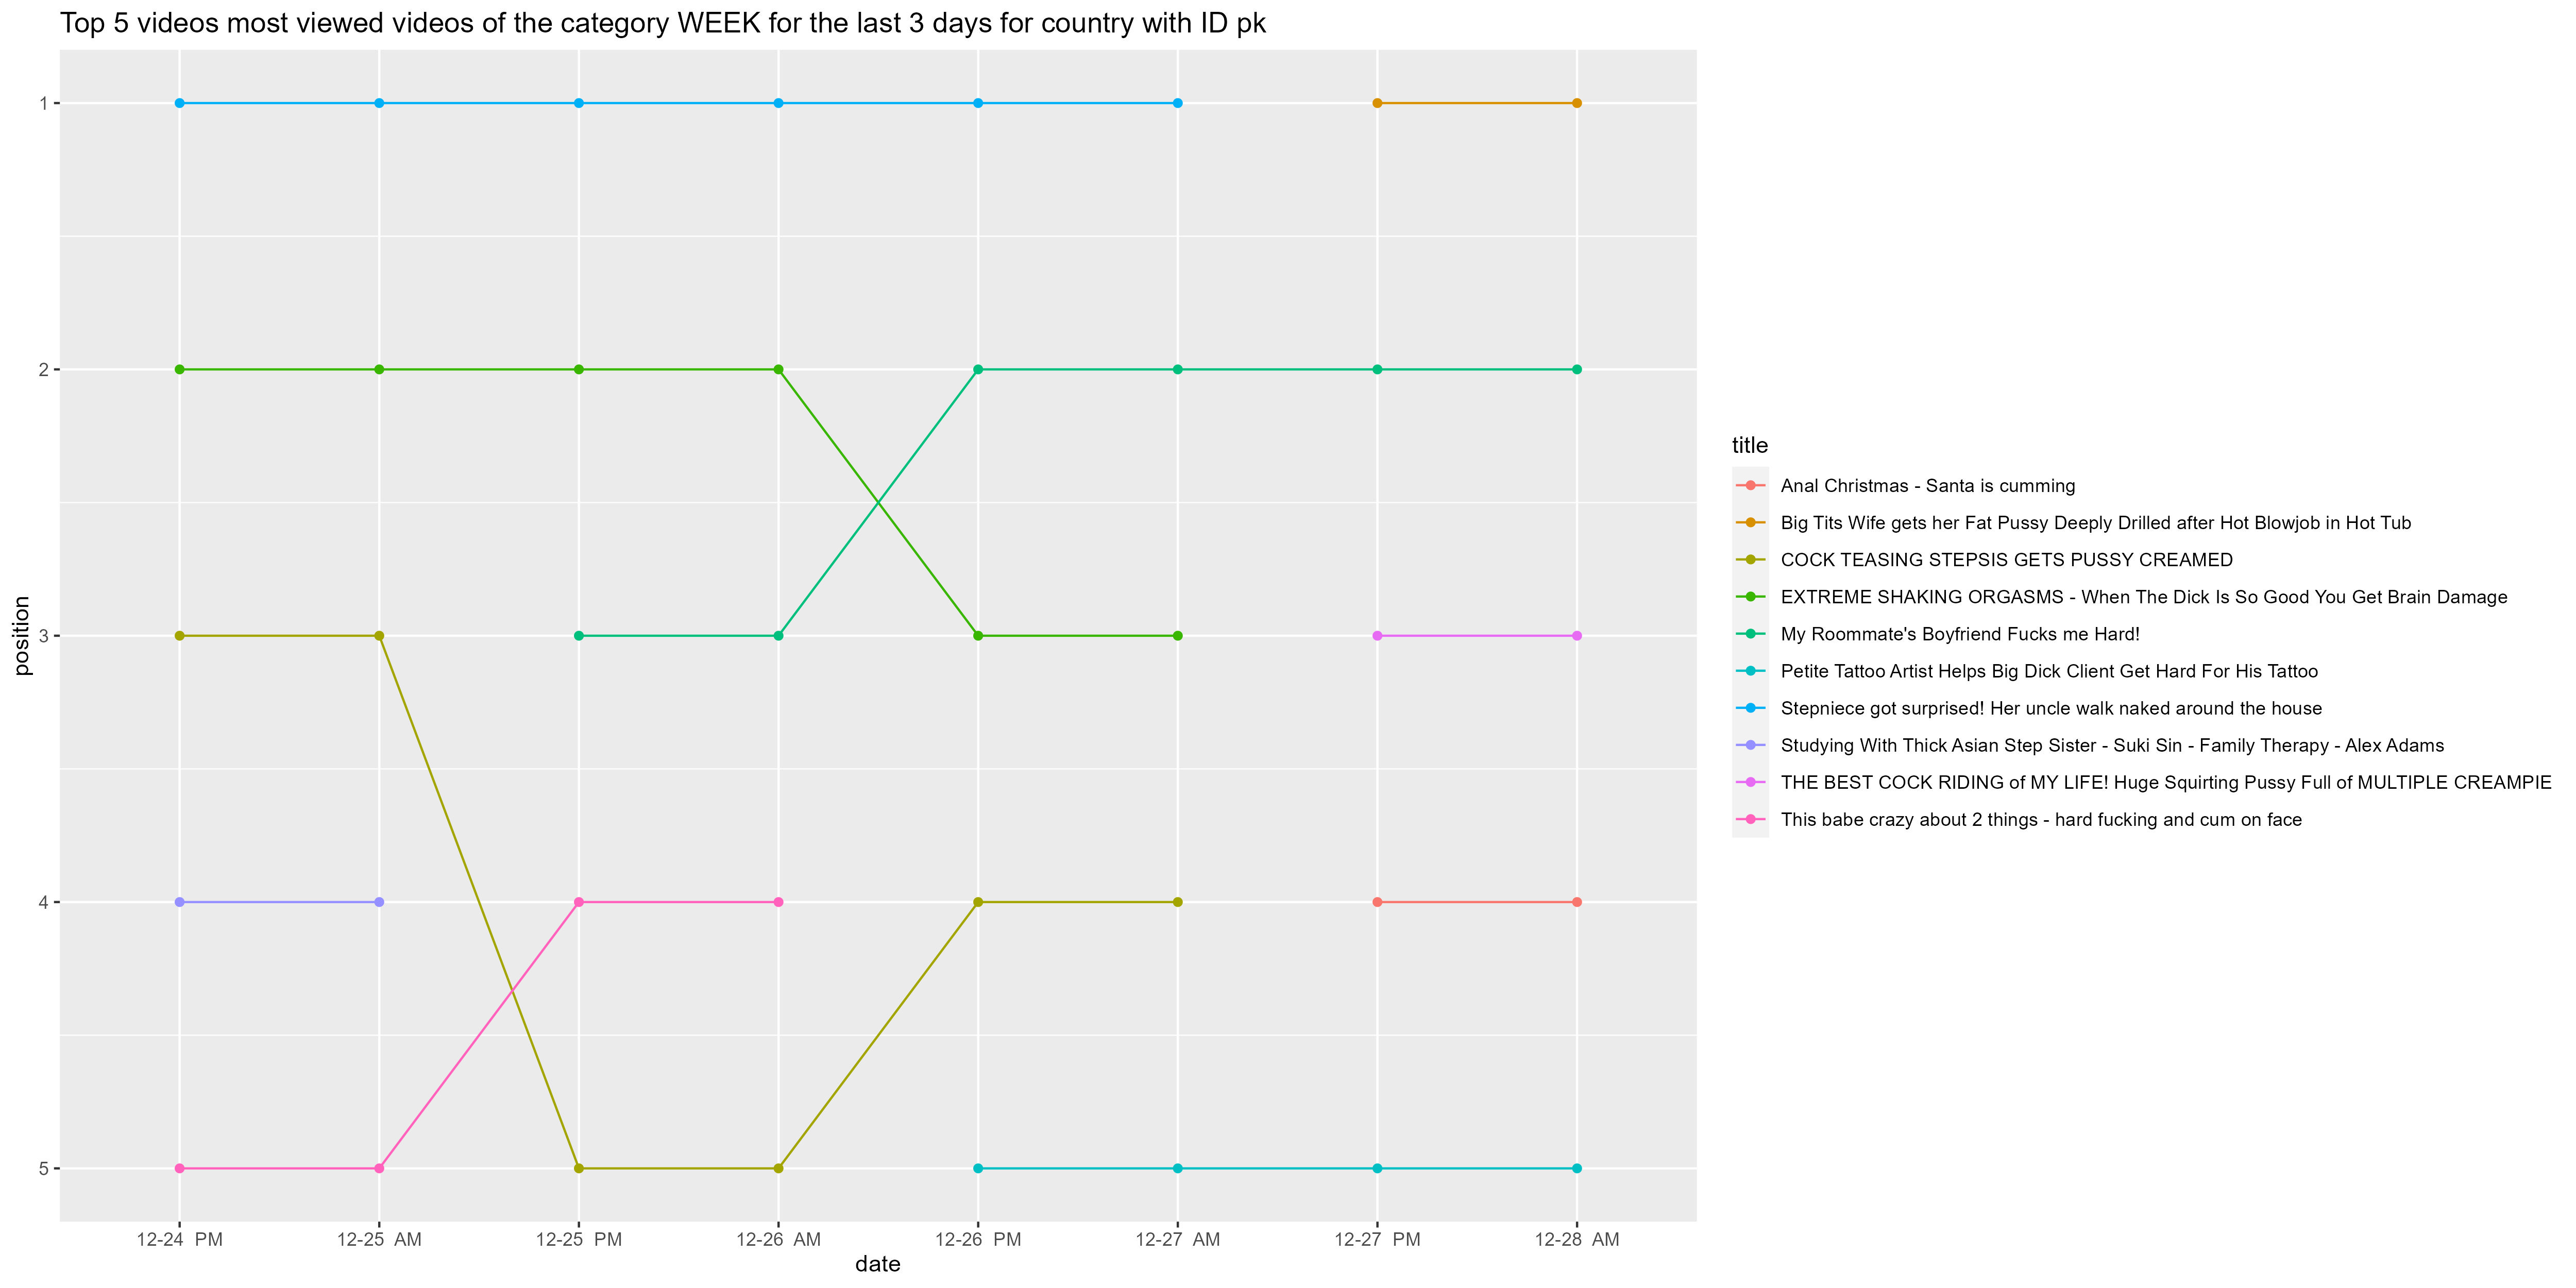 Top 5 videos most viewed videos of the category WEEK for the last 3 days for country with ID pk
position
1
2
3
4
5
12-24 PM
12-25 AM
12-25 PM
12-26 AM
12-26 PM
12-27 AM
12-27 PM
12-28 AM
date
title
Anal Christmas - Santa is cumming
Big Tits Wife gets her Fat Pussy Deeply Drilled after Hot Blowjob in Hot Tub
COCK TEASING STEPSIS GETS PUSSY CREAMED
EXTREME SHAKING ORGASMS - When The Dick Is So Good You Get Brain Damage
My Roommate's Boyfriend Fucks me Hard!
Petite Tattoo Artist Helps Big Dick Client Get Hard For His Tattoo
Stepniece got surprised! Her uncle walk naked around the house
Studying With Thick Asian Step Sister - Suki Sin - Family Therapy - Alex Adams
THE BEST COCK RIDING of MY LIFE! Huge Squirting Pussy Full of MULTIPLE CREAMPIE
This babe crazy about 2 things - hard fucking and cum on face